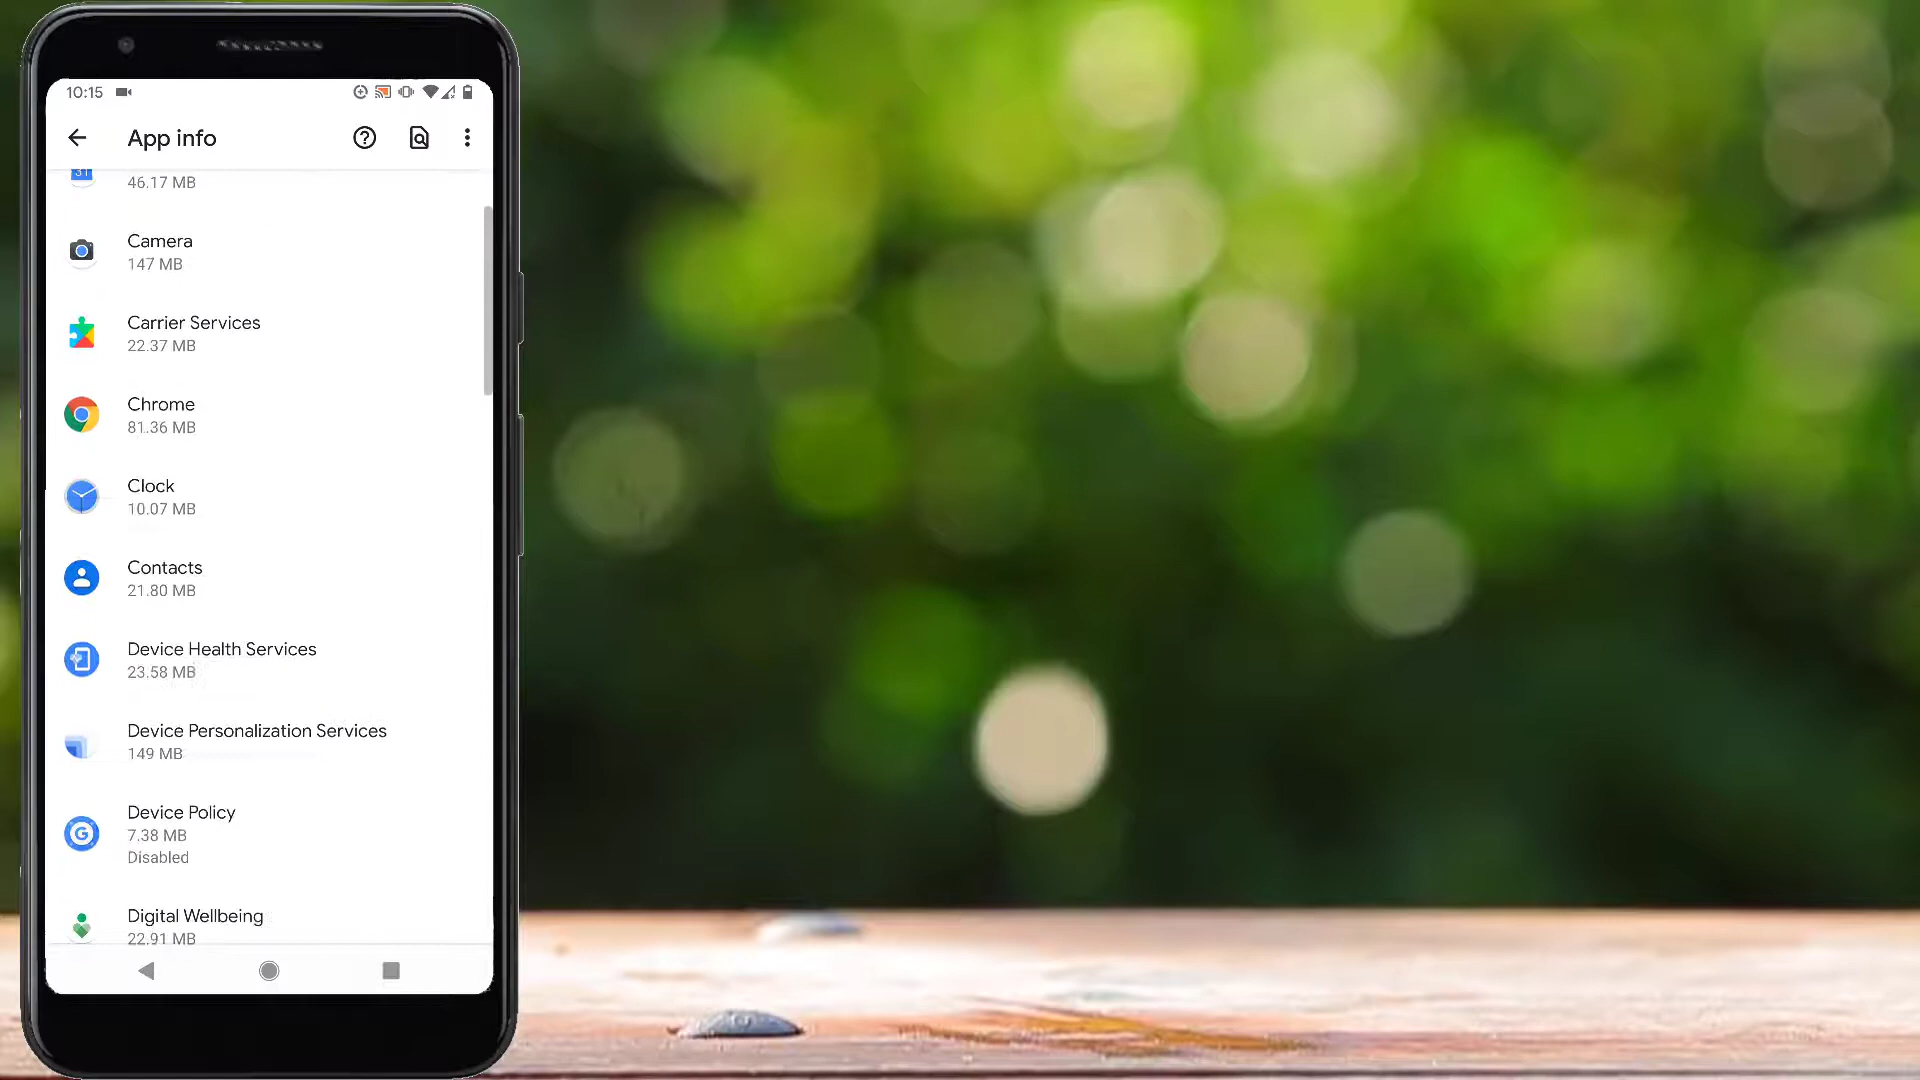 10:15
App info
31
46.17 MB
Camera
147 MB
Carrier Services
22.37 MB
Chrome
81.36 MB
Clock
10.07 MB
Contacts
21.80 MB
Device Health Services
23.58 MB
Device Personalization Services
149 MB
Device Policy
7.38 MB
Disabled
Digital Wellbeing
22.91 MB